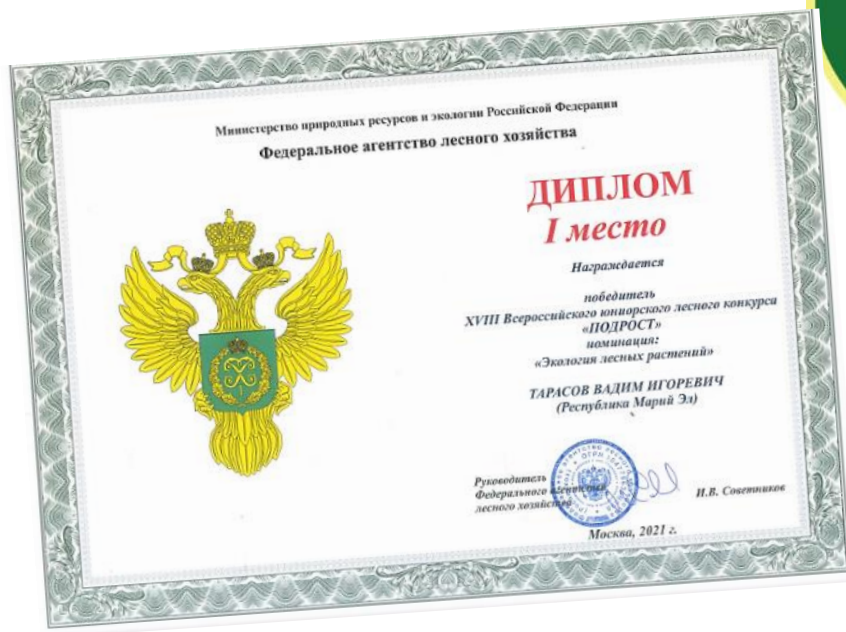 Министерство природных ресурсов и экологии Российской Федерации
Федеральное агентство лесного хозяйства
ДИПЛОМ
I место
Награждается
победитель
XVIII Всероссийского юниорского лесного конкурса
«ПОДРОСТ»
номинация:
«Экология лесных растений»
ТАРАСОВ ВАДИМ ИГОРЕВИЧ
(Республика Марий Эл)
Руководитель
Федерального агентства
лесного хозяйства
И.В. Советников
Москва, 2021 г.